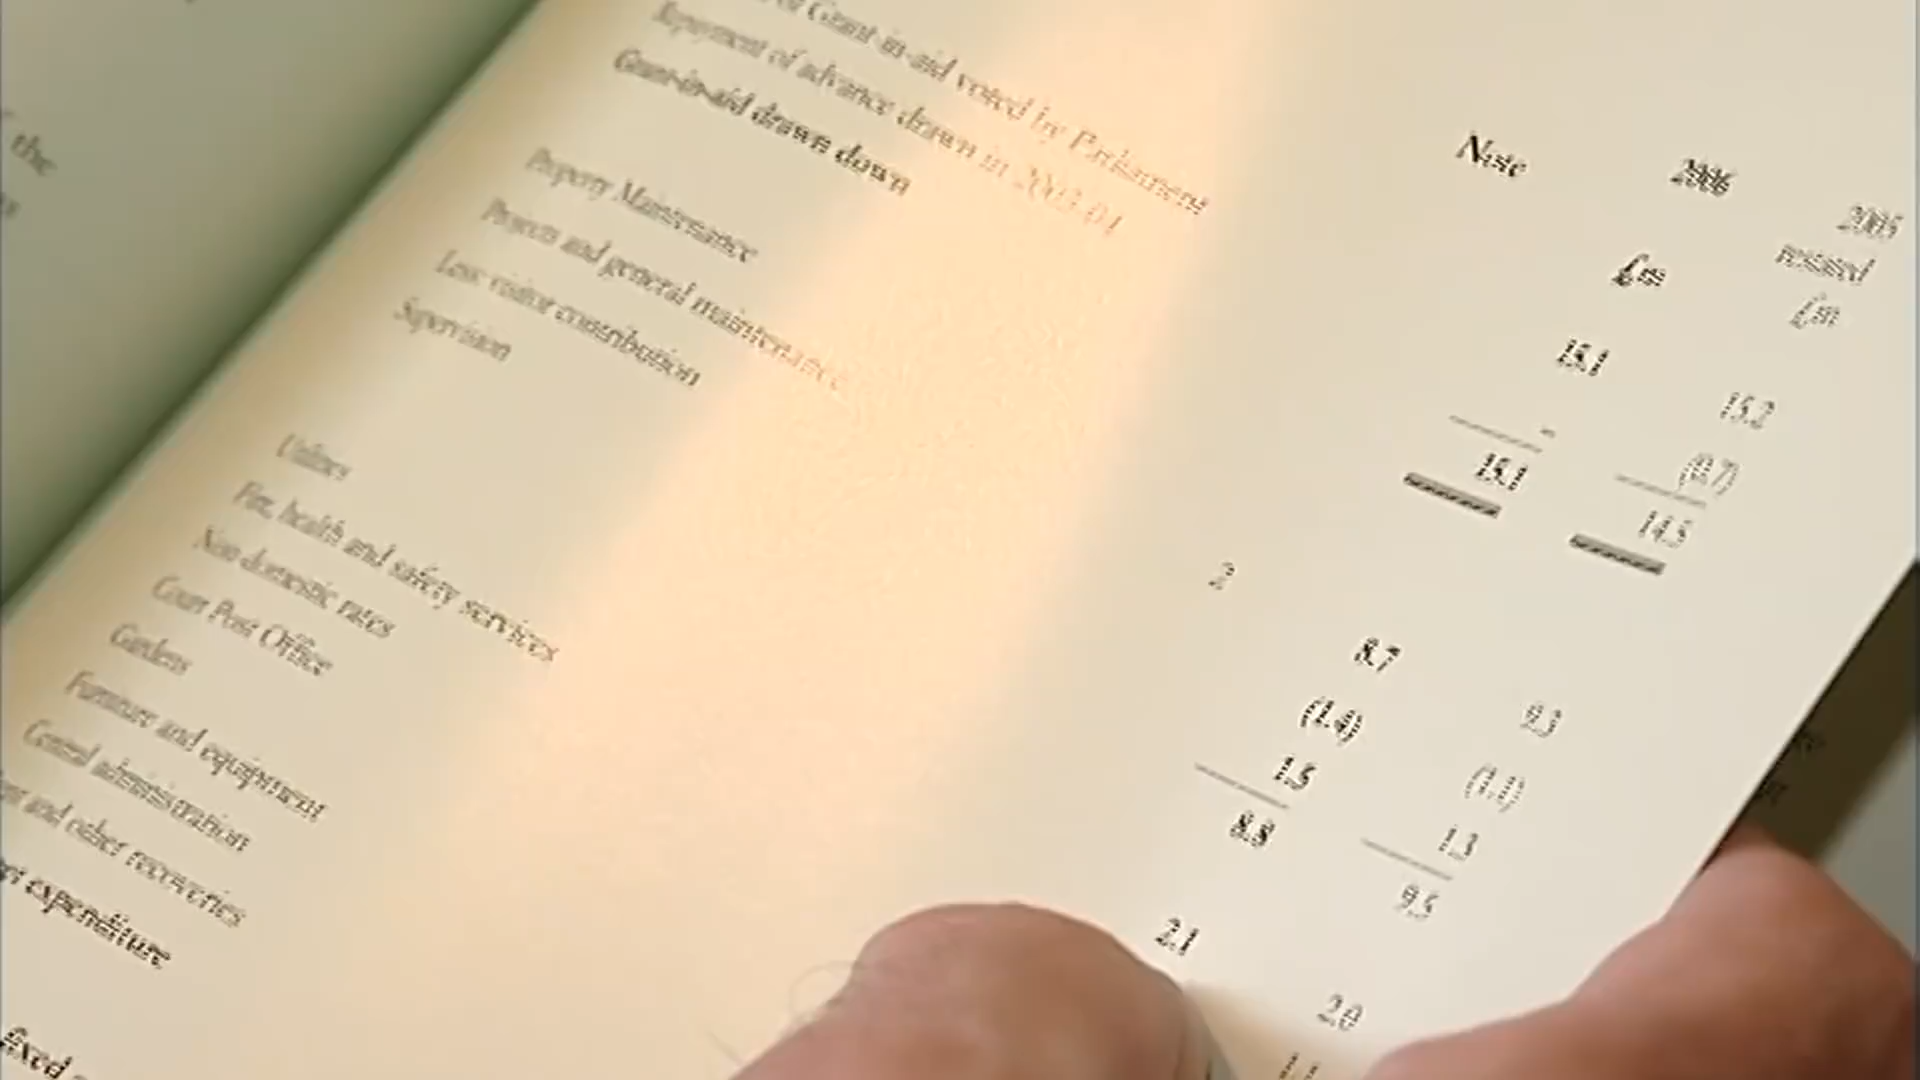 the
Note 2006 2005
restated
£m £m
of Grant-in-aid voted by Parliament 15.1 15.2
Repayment of advance drawn in 2003-04 - (0.7)
Grant-in-aid drawn down 15.1 14.5
Property Maintenance 2
Projects and general maintenance 8.7 9.3
Less: visitor contribution (1.4) (1.1)
Supervision 1.5 1.3
8.8 9.5
Utilities 2.1 2.0
Fire, health and safety services
Non domestic rates
Court Post Office
Gardens
Furniture and equipment
Central administration
and other recoveries
expenditure
fixed